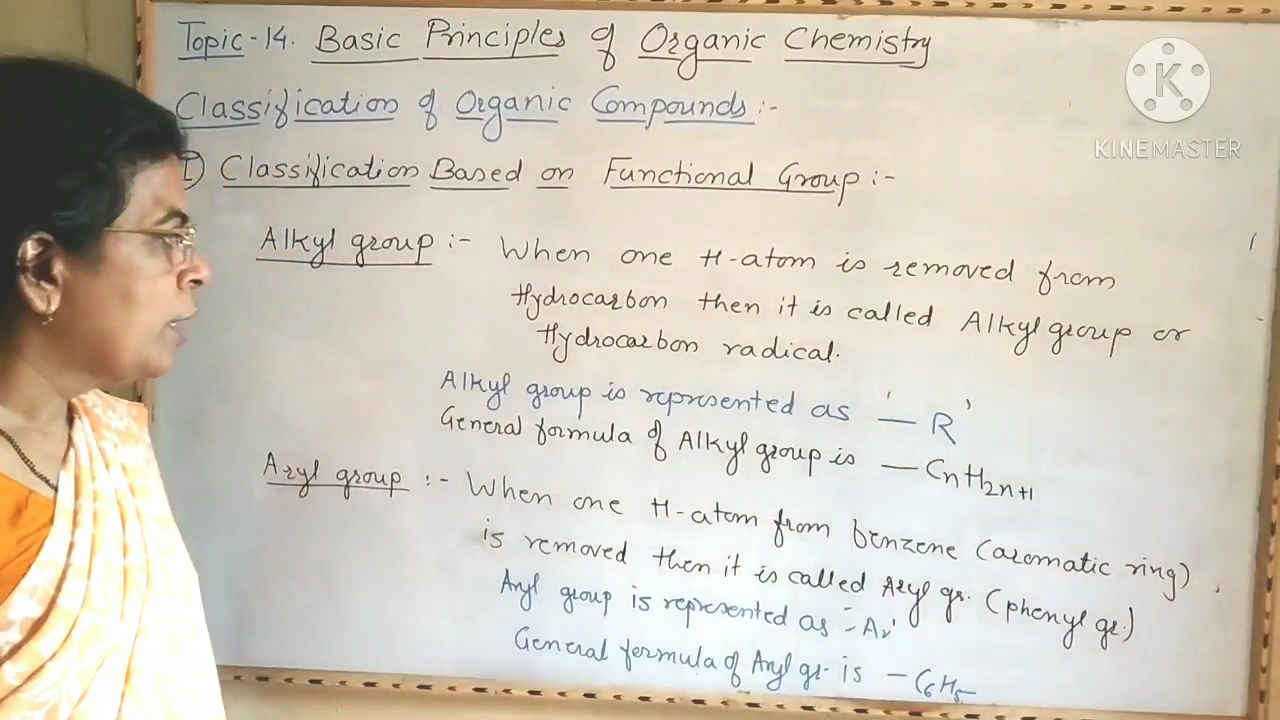 Topic-14. Basic Principles of Organic Chemistry
Classification of Organic Compounds :-
I) Classification Based on Functional Group :-
Alkyl group :- When one H-atom is removed from
Hydrocarbon then it is called Alkyl group or
Hydrocarbon radical.
Alkyl group is represented as '—R'
General formula of Alkyl group is —CnH2n+1
Aryl group :- When one H-atom from benzene (aromatic ring)
is removed then it is called Aryl gr. (phenyl gr.)
Aryl group is represented as '-Ar'
General formula of Aryl gr. is —C6H5
K
KINEMASTER